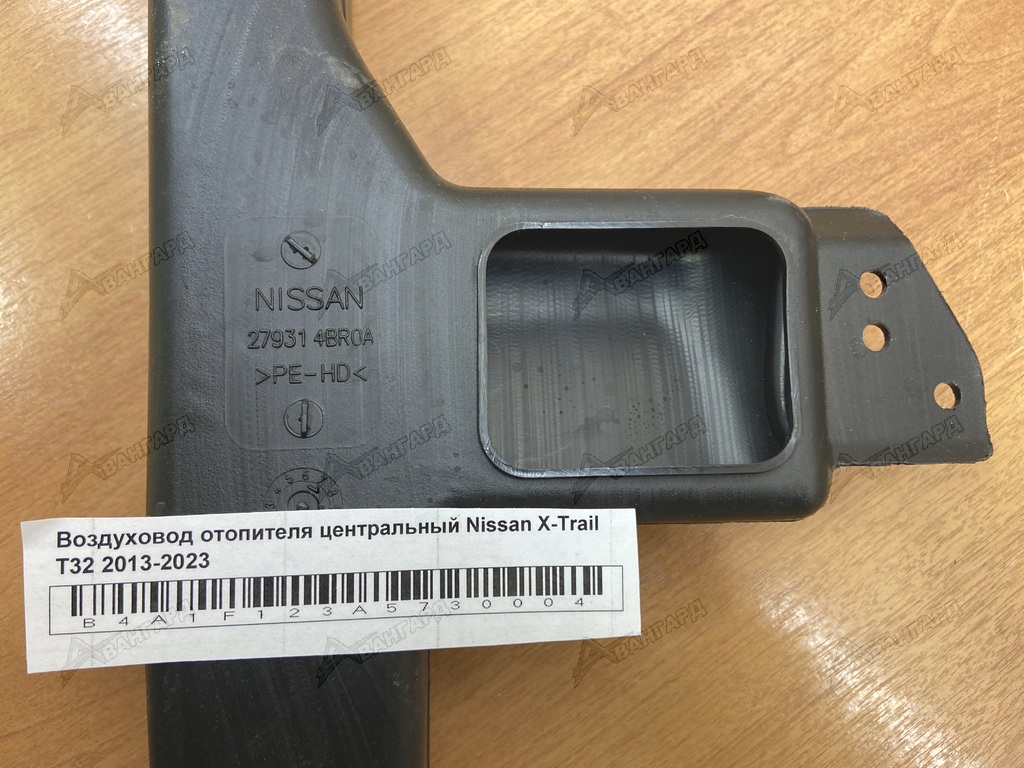 NISSAN
27931 4BR0A
>PE-HD<
Воздуховод отопителя центральный Nissan X-Trail
T32 2013-2023
B4A1F123A5730004
АВАНГАРД